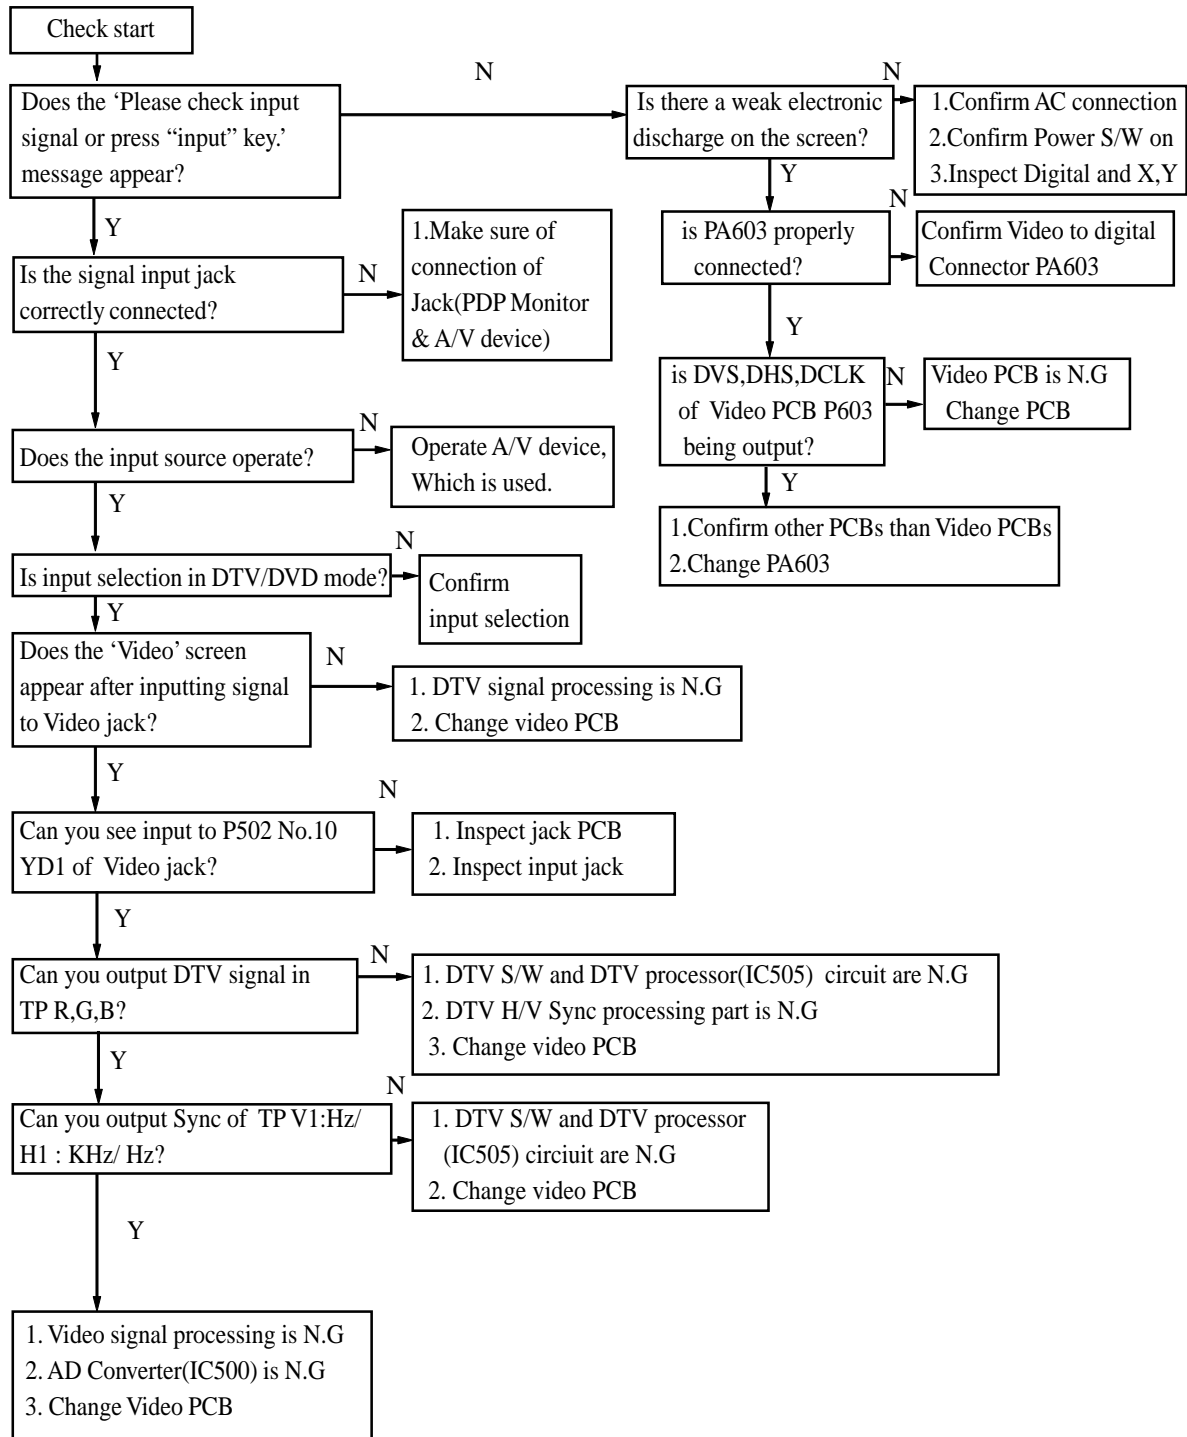 Check start
N
Does the ‘Please check input
signal or press “input” key.’
message appear?
Is there a weak electronic
discharge on the screen?
N
1.Confirm AC connection
2.Confirm Power S/W on
3.Inspect Digital and X,Y
Y
Y
is PA603 properly
connected?
N
Confirm Video to digital
Connector PA603
Is the signal input jack
correctly connected?
N
1.Make sure of
connection of
Jack(PDP Monitor
& A/V device)
Y
Y
is DVS,DHS,DCLK
of Video PCB P603
being output?
N
Video PCB is N.G
Change PCB
Does the input source operate?
N
Operate A/V device,
Which is used.
Y
Y
1.Confirm other PCBs than Video PCBs
2.Change PA603
Is input selection in DTV/DVD mode?
N
Confirm
input selection
Y
Does the ‘Video’ screen
appear after inputting signal
to Video jack?
N
1. DTV signal processing is N.G
2. Change video PCB
Y
Can you see input to P502 No.10
YD1 of Video jack?
N
1. Inspect jack PCB
2. Inspect input jack
Y
Can you output DTV signal in
TP R,G,B?
N
1. DTV S/W and DTV processor(IC505) circuit are N.G
2. DTV H/V Sync processing part is N.G
3. Change video PCB
Y
Can you output Sync of TP V1:Hz/
H1 : KHz/ Hz?
N
1. DTV S/W and DTV processor
(IC505) circiuit are N.G
2. Change video PCB
Y
1. Video signal processing is N.G
2. AD Converter(IC500) is N.G
3. Change Video PCB